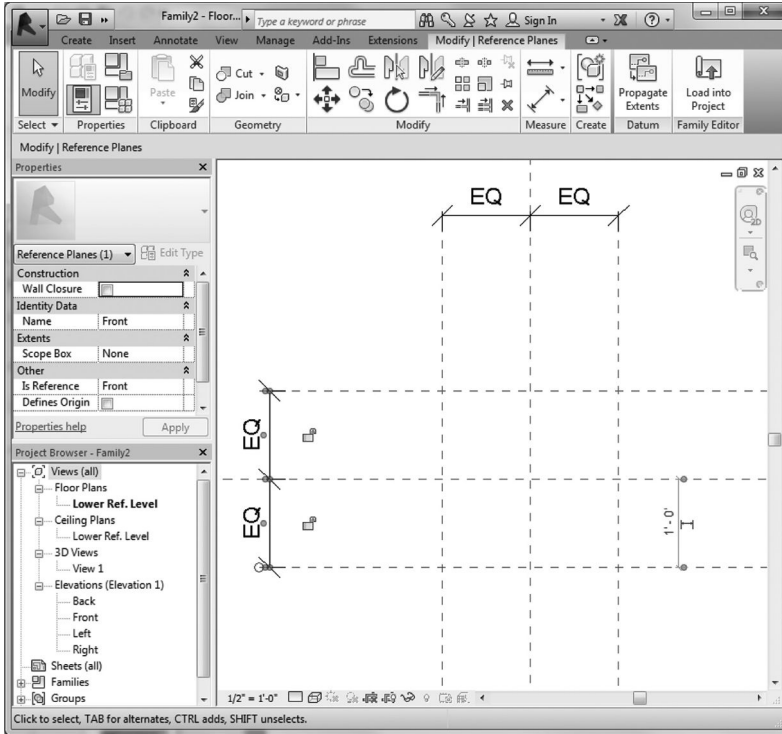 Family2 - Floor... Type a keyword or phrase Sign In
Create Insert Annotate View Manage Add-Ins Extensions Modify | Reference Planes
Modify Paste Cut Join Propagate Extents Load into Project
Select Properties Clipboard Geometry Modify Measure Create Datum Family Editor
Modify | Reference Planes
Properties
Reference Planes (1) Edit Type
Construction
Wall Closure
Identity Data
Name Front
Extents
Scope Box None
Other
Is Reference Front
Defines Origin
Properties help Apply
Project Browser - Family2
Views (all)
Floor Plans
Lower Ref. Level
Ceiling Plans
Lower Ref. Level
3D Views
View 1
Elevations (Elevation 1)
Back
Front
Left
Right
Sheets (all)
Families
Groups
EQ EQ
EQ
EQ
1' - 0"
2D
1/2" = 1'-0"
Click to select, TAB for alternates, CTRL adds, SHIFT unselects.